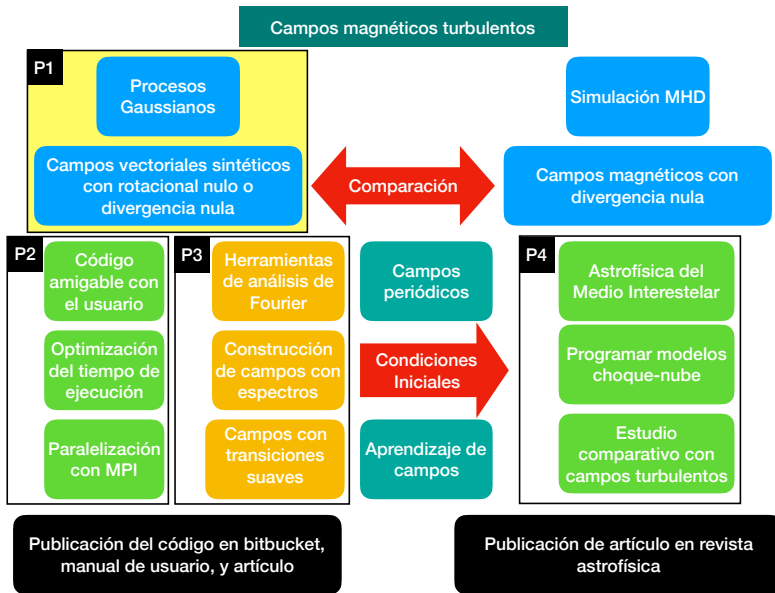 Campos magnéticos turbulentos
P1
Procesos
Gaussianos
Simulación MHD
Campos vectoriales sintéticos
con rotacional nulo o
divergencia nula
Comparación
Campos magnéticos con
divergencia nula
P2
Código
amigable con
el usuario
Optimización
del tiempo de
ejecución
Paralelización
con MPI
P3
Herramientas
de análisis de
Fourier
Construcción
de campos con
espectros
Campos con
transiciones
suaves
Campos
periódicos
Condiciones
Iniciales
Aprendizaje de
campos
P4
Astrofísica del
Medio Interestelar
Programar modelos
choque-nube
Estudio
comparativo con
campos turbulentos
Publicación del código en bitbucket,
manual de usuario, y artículo
Publicación de artículo en revista
astrofísica